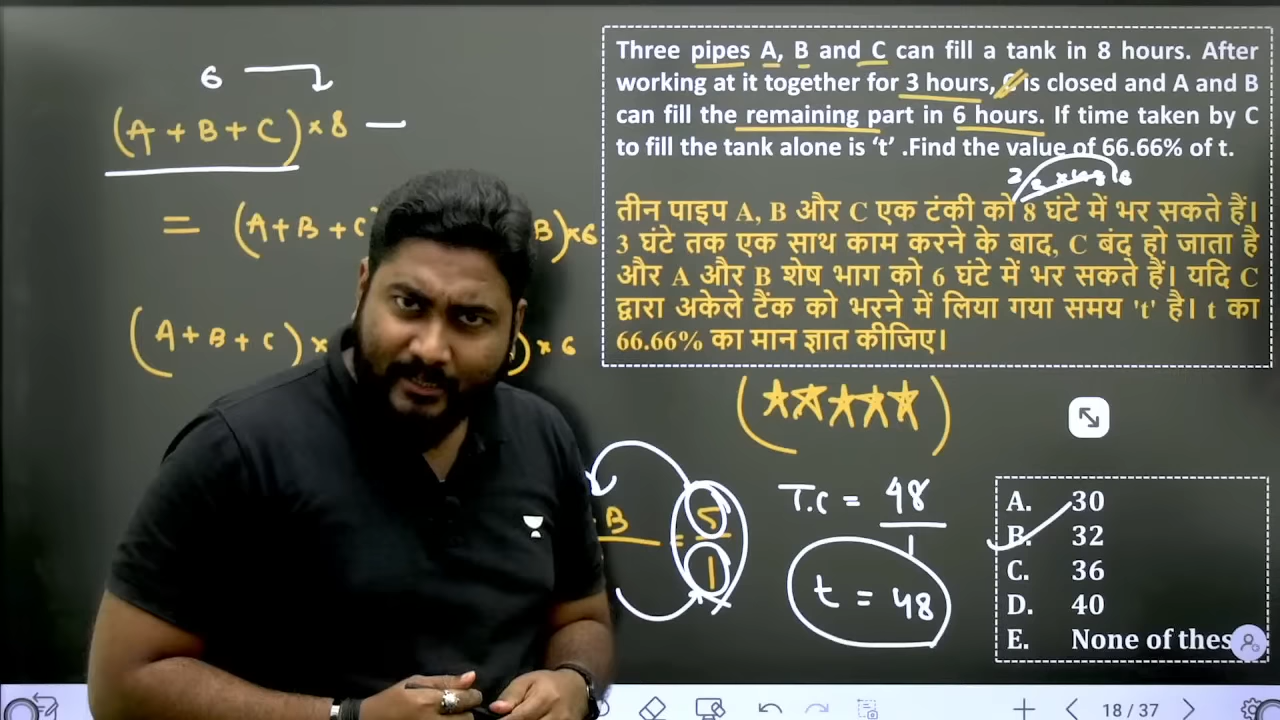 6
(A + B + C) × 8 —
= (A + B + C
B) × 6
(A + B + C) ×
) × 6
B = 5
1
Three pipes A, B and C can fill a tank in 8 hours. After
working at it together for 3 hours, C is closed and A and B
can fill the remaining part in 6 hours. If time taken by C
to fill the tank alone is ‘t’ .Find the value of 66.66% of t.
तीन पाइप A, B और C एक टंकी को 8 घंटे में भर सकते हैं।
3 घंटे तक एक साथ काम करने के बाद, C बंद हो जाता है
और A और B शेष भाग को 6 घंटे में भर सकते हैं। यदि C
द्वारा अकेले टैंक को भरने में लिया गया समय 't' है। t का
66.66% का मान ज्ञात कीजिए।
T.C = 48
1
t = 48
A. 30
B. 32
C. 36
D. 40
E. None of thes
18 / 37